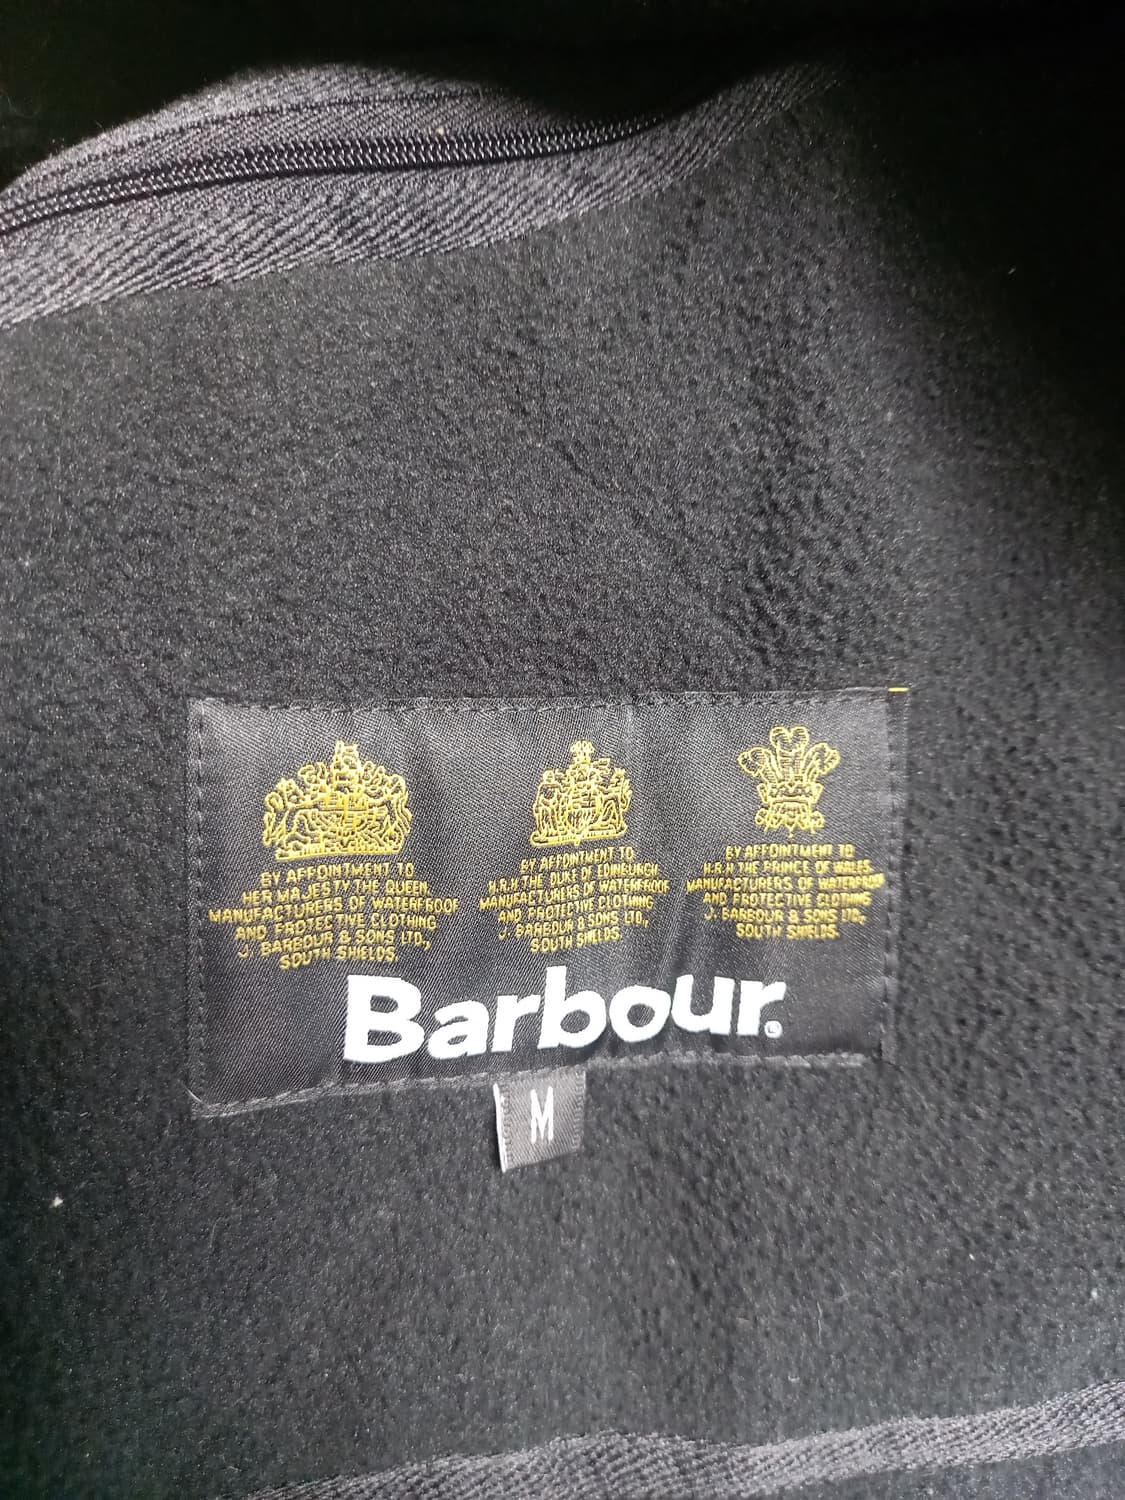 BY APPOINTMENT TO
HER MAJESTY THE QUEEN
MANUFACTURERS OF WATERPROOF
AND PROTECTIVE CLOTHING
J. BARBOUR & SONS LTD.,
SOUTH SHIELDS.
BY APPOINTMENT TO
H.R.H. THE DUKE OF EDINBURGH
MANUFACTURERS OF WATERPROOF
AND PROTECTIVE CLOTHING
J. BARBOUR & SONS LTD.,
SOUTH SHIELDS.
BY APPOINTMENT TO
H.R.H. THE PRINCE OF WALES
MANUFACTURERS OF WATERPROOF
AND PROTECTIVE CLOTHING
J. BARBOUR & SONS LTD.,
SOUTH SHIELDS.
Barbour.
M